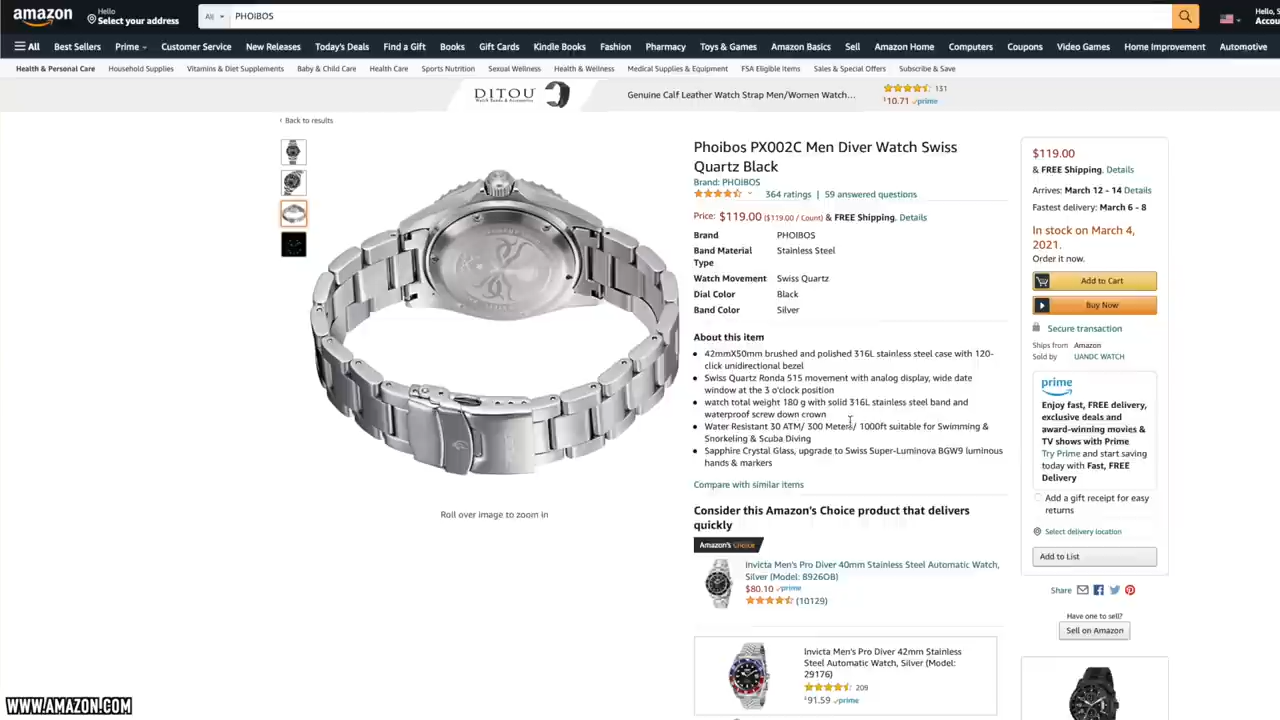 amazon
Hello
Select your address
All
PHOIBOS
Hello, S
Accou
All
Best Sellers
Prime
Customer Service
New Releases
Today's Deals
Find a Gift
Books
Gift Cards
Kindle Books
Fashion
Pharmacy
Toys & Games
Amazon Basics
Sell
Amazon Home
Computers
Coupons
Video Games
Home Improvement
Automotive
Health & Personal Care
Household Supplies
Vitamins & Diet Supplements
Baby & Child Care
Health Care
Sports Nutrition
Sexual Wellness
Health & Wellness
Medical Supplies & Equipment
FSA Eligible Items
Sales & Special Offers
Subscribe & Save
DITOU
Watch Bands & Accessories
Genuine Calf Leather Watch Strap Men/Women Watch...
131
$10.71 prime
‹ Back to results
Roll over image to zoom in
Phoibos PX002C Men Diver Watch Swiss
Quartz Black
Brand: PHOIBOS
364 ratings | 59 answered questions
Price: $119.00 ($119.00 / Count) & FREE Shipping. Details
Brand PHOIBOS
Band Material Stainless Steel
Type
Watch Movement Swiss Quartz
Dial Color Black
Band Color Silver
About this item
42mmX50mm brushed and polished 316L stainless steel case with 120-
click unidirectional bezel
Swiss Quartz Ronda 515 movement with analog display, wide date
window at the 3 o'clock position
watch total weight 180 g with solid 316L stainless steel band and
waterproof screw down crown
Water Resistant 30 ATM/ 300 Meters/ 1000ft suitable for Swimming &
Snorkeling & Scuba Diving
Sapphire Crystal Glass, upgrade to Swiss Super-Luminova BGW9 luminous
hands & markers
Compare with similar items
Consider this Amazon's Choice product that delivers
quickly
Amazon's Choice
Invicta Men's Pro Diver 40mm Stainless Steel Automatic Watch,
Silver (Model: 8926OB)
$80.10 prime
(10129)
Invicta Men's Pro Diver 42mm Stainless
Steel Automatic Watch, Silver (Model:
29176)
209
$91.59 prime
$119.00
& FREE Shipping. Details
Arrives: March 12 - 14 Details
Fastest delivery: March 6 - 8
In stock on March 4,
2021.
Order it now.
Add to Cart
Buy Now
Secure transaction
Ships from Amazon
Sold by UANDC WATCH
prime
Enjoy fast, FREE delivery,
exclusive deals and
award-winning movies &
TV shows with Prime
Try Prime and start saving
today with Fast, FREE
Delivery
Add a gift receipt for easy
returns
Select delivery location
Add to List
Share
Have one to sell?
Sell on Amazon
WWW.AMAZON.COM